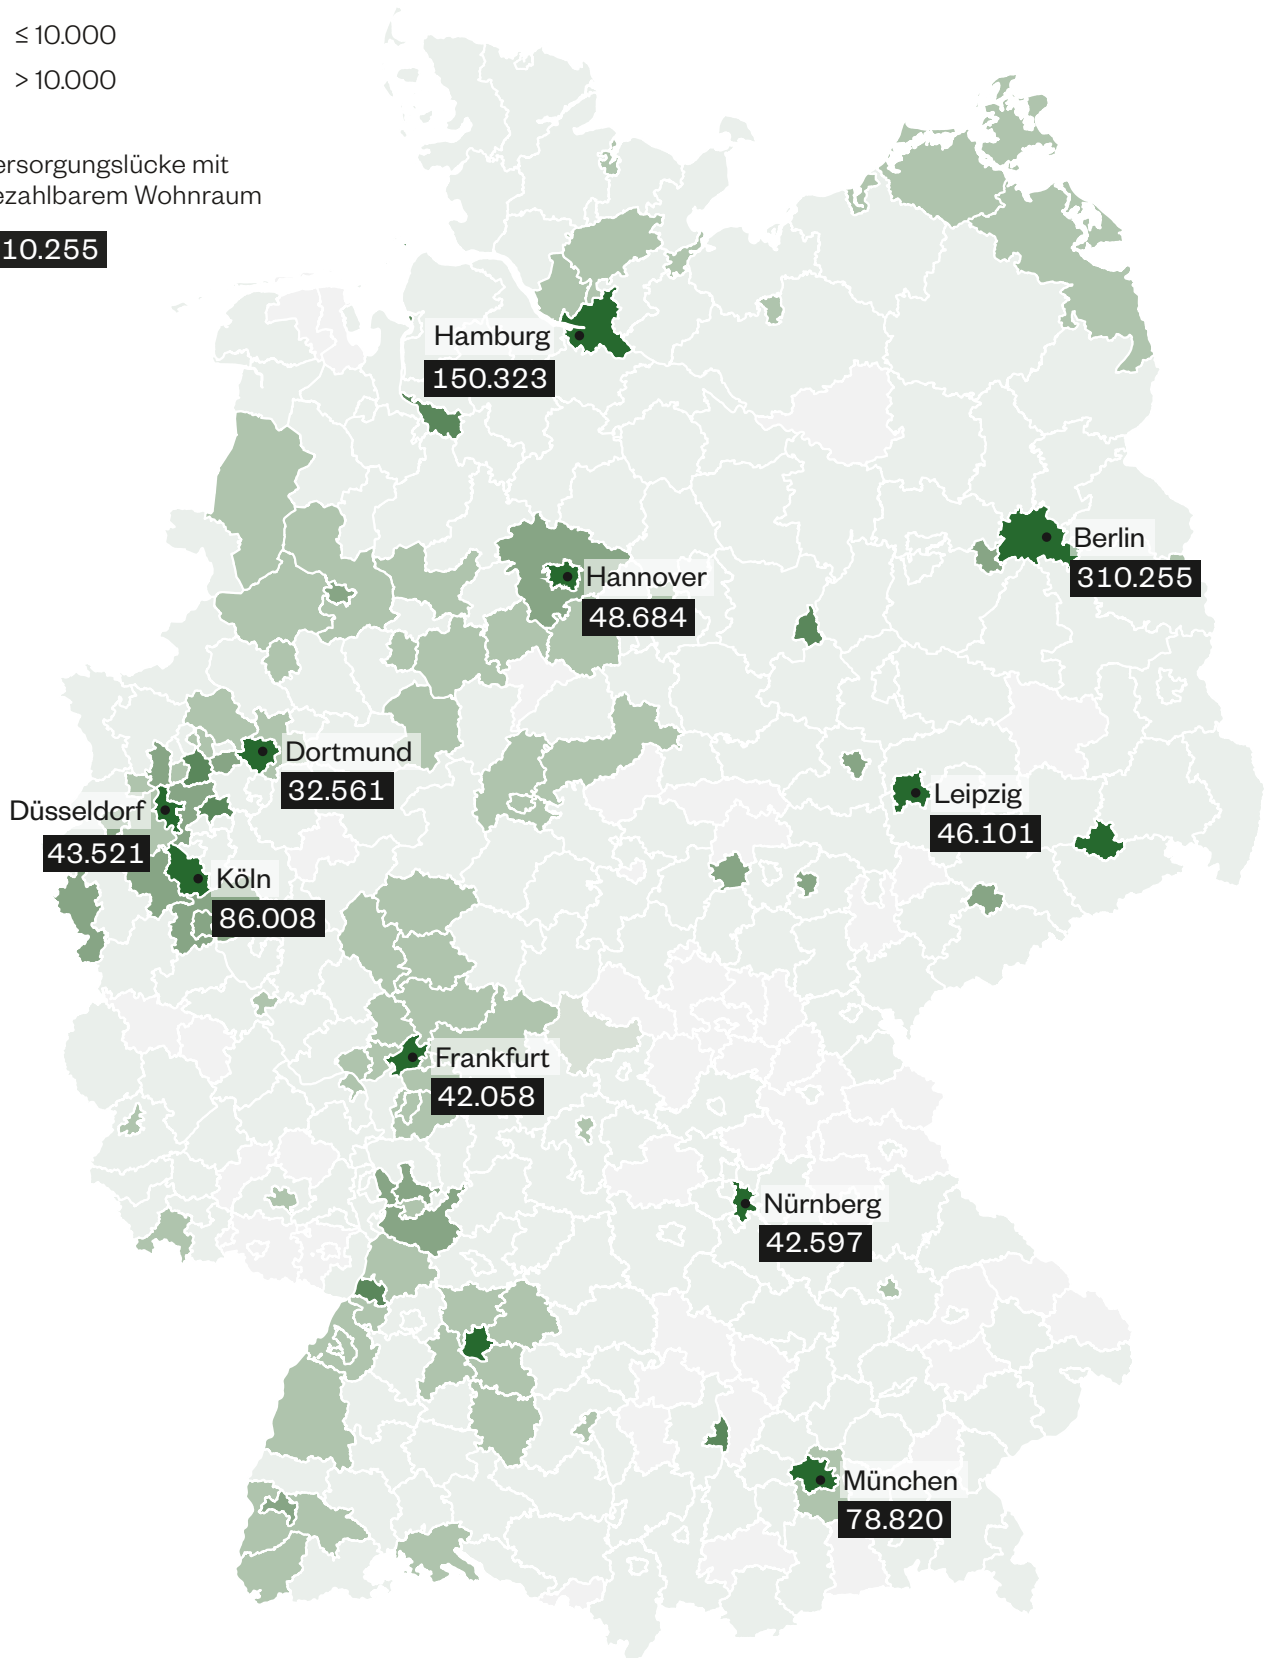 ≤ 10.000
> 10.000
ersorgungslücke mit
ezahlbarem Wohnraum
10.255
Hamburg
150.323
Berlin
310.255
Hannover
48.684
Dortmund
32.561
Düsseldorf
43.521
Leipzig
46.101
Köln
86.008
Frankfurt
42.058
Nürnberg
42.597
München
78.820